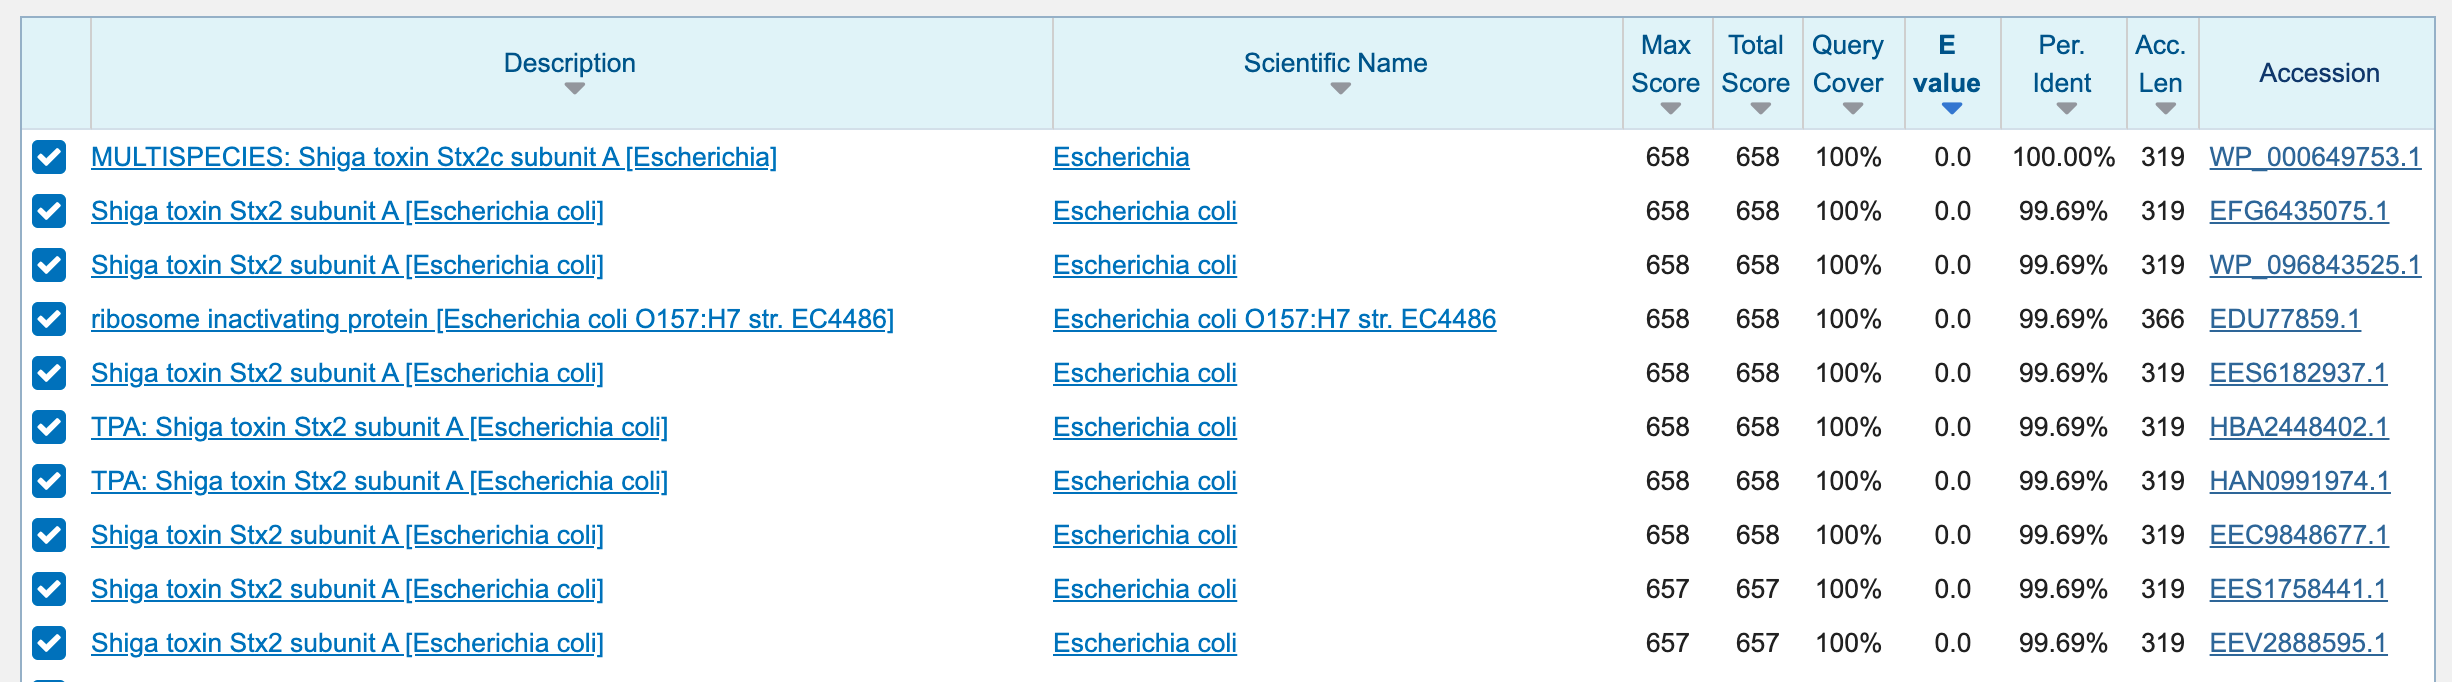 Description Scientific Name Max Score Total Score Query Cover E value Per. Ident Acc. Len Accession
MULTISPECIES: Shiga toxin Stx2c subunit A [Escherichia] Escherichia 658 658 100% 0.0 100.00% 319 WP_000649753.1
Shiga toxin Stx2 subunit A [Escherichia coli] Escherichia coli 658 658 100% 0.0 99.69% 319 EFG6435075.1
Shiga toxin Stx2 subunit A [Escherichia coli] Escherichia coli 658 658 100% 0.0 99.69% 319 WP_096843525.1
ribosome inactivating protein [Escherichia coli O157:H7 str. EC4486] Escherichia coli O157:H7 str. EC4486 658 658 100% 0.0 99.69% 366 EDU77859.1
Shiga toxin Stx2 subunit A [Escherichia coli] Escherichia coli 658 658 100% 0.0 99.69% 319 EES6182937.1
TPA: Shiga toxin Stx2 subunit A [Escherichia coli] Escherichia coli 658 658 100% 0.0 99.69% 319 HBA2448402.1
TPA: Shiga toxin Stx2 subunit A [Escherichia coli] Escherichia coli 658 658 100% 0.0 99.69% 319 HAN0991974.1
Shiga toxin Stx2 subunit A [Escherichia coli] Escherichia coli 658 658 100% 0.0 99.69% 319 EEC9848677.1
Shiga toxin Stx2 subunit A [Escherichia coli] Escherichia coli 657 657 100% 0.0 99.69% 319 EES1758441.1
Shiga toxin Stx2 subunit A [Escherichia coli] Escherichia coli 657 657 100% 0.0 99.69% 319 EEV2888595.1